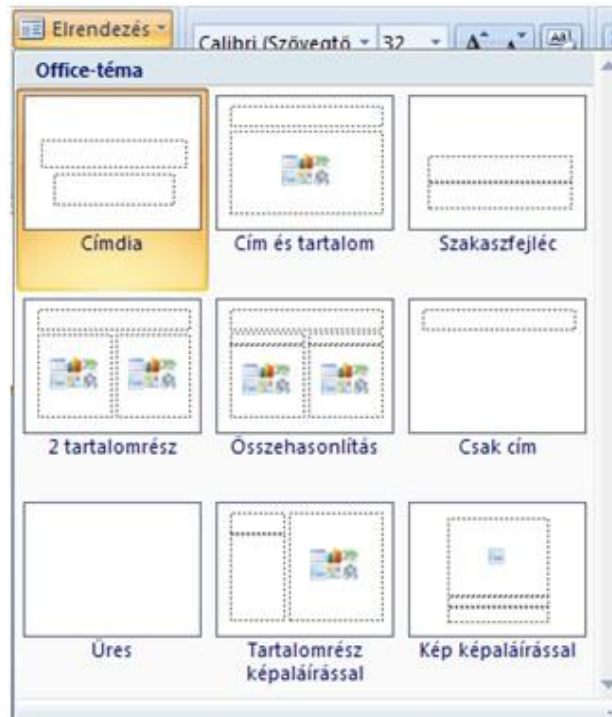 Elrendezés
Calibri (Szövegtö
32
Office-téma
Címdia
Cím és tartalom
Szakaszfejléc
2 tartalomrész
Összehasonlítás
Csak cím
Üres
Tartalomrész
képaláírással
Kép képaláírással